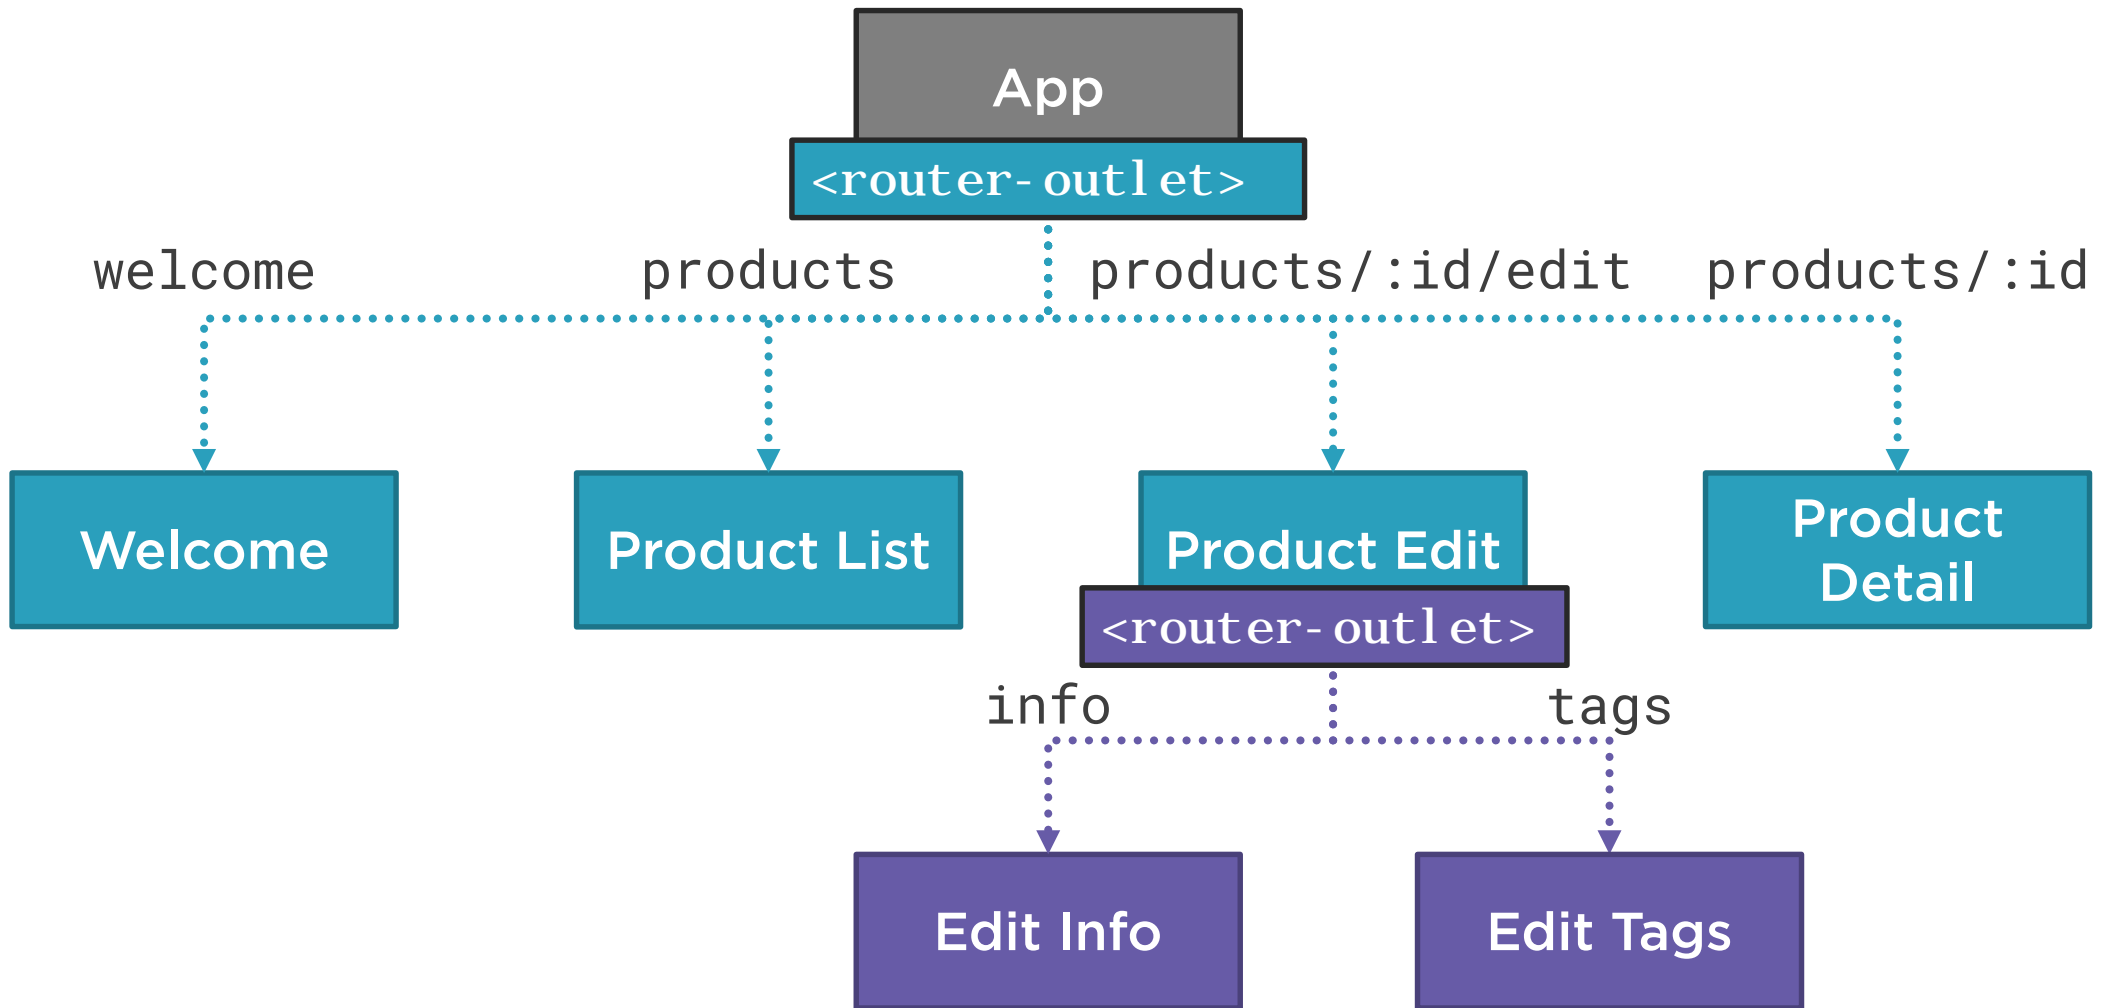 App
<router-outlet>
welcome
products
products/:id/edit
products/:id
Welcome
Product List
Product Edit
Product
Detail
<router-outlet>
info
tags
Edit Info
Edit Tags